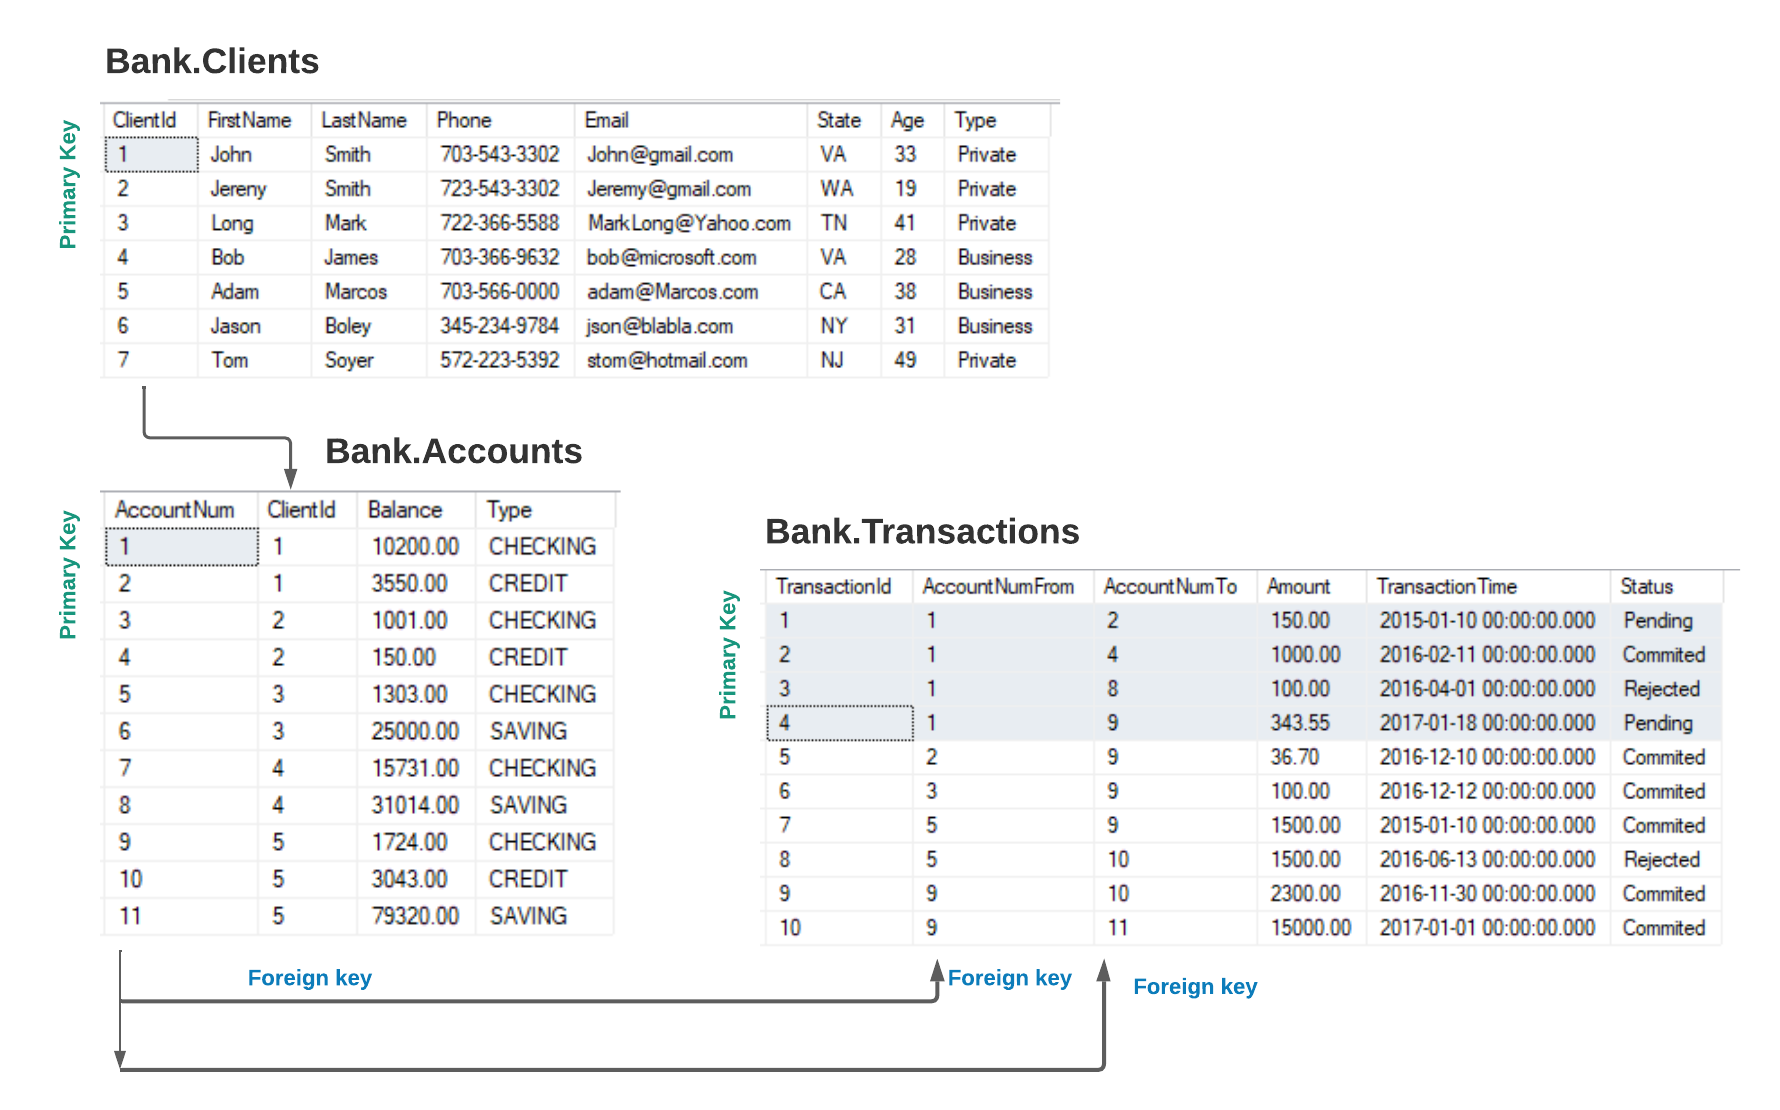 Bank.Clients
Primary Key
ClientId FirstName LastName Phone Email State Age Type
1 John Smith 703-543-3302 John@gmail.com VA 33 Private
2 Jereny Smith 723-543-3302 Jeremy@gmail.com WA 19 Private
3 Long Mark 722-366-5588 MarkLong@Yahoo.com TN 41 Private
4 Bob James 703-366-9632 bob@microsoft.com VA 28 Business
5 Adam Marcos 703-566-0000 adam@Marcos.com CA 38 Business
6 Jason Boley 345-234-9784 json@blabla.com NY 31 Business
7 Tom Soyer 572-223-5392 stom@hotmail.com NJ 49 Private
Bank.Accounts
Primary Key
AccountNum ClientId Balance Type
1 1 10200.00 CHECKING
2 1 3550.00 CREDIT
3 2 1001.00 CHECKING
4 2 150.00 CREDIT
5 3 1303.00 CHECKING
6 3 25000.00 SAVING
7 4 15731.00 CHECKING
8 4 31014.00 SAVING
9 5 1724.00 CHECKING
10 5 3043.00 CREDIT
11 5 79320.00 SAVING
Bank.Transactions
Primary Key
TransactionId AccountNumFrom AccountNumTo Amount TransactionTime Status
1 1 2 150.00 2015-01-10 00:00:00.000 Pending
2 1 4 1000.00 2016-02-11 00:00:00.000 Commited
3 1 8 100.00 2016-04-01 00:00:00.000 Rejected
4 1 9 343.55 2017-01-18 00:00:00.000 Pending
5 2 9 36.70 2016-12-10 00:00:00.000 Commited
6 3 9 100.00 2016-12-12 00:00:00.000 Commited
7 5 9 1500.00 2015-01-10 00:00:00.000 Commited
8 5 10 1500.00 2016-06-13 00:00:00.000 Rejected
9 9 10 2300.00 2016-11-30 00:00:00.000 Commited
10 9 11 15000.00 2017-01-01 00:00:00.000 Commited
Foreign key
Foreign key
Foreign key